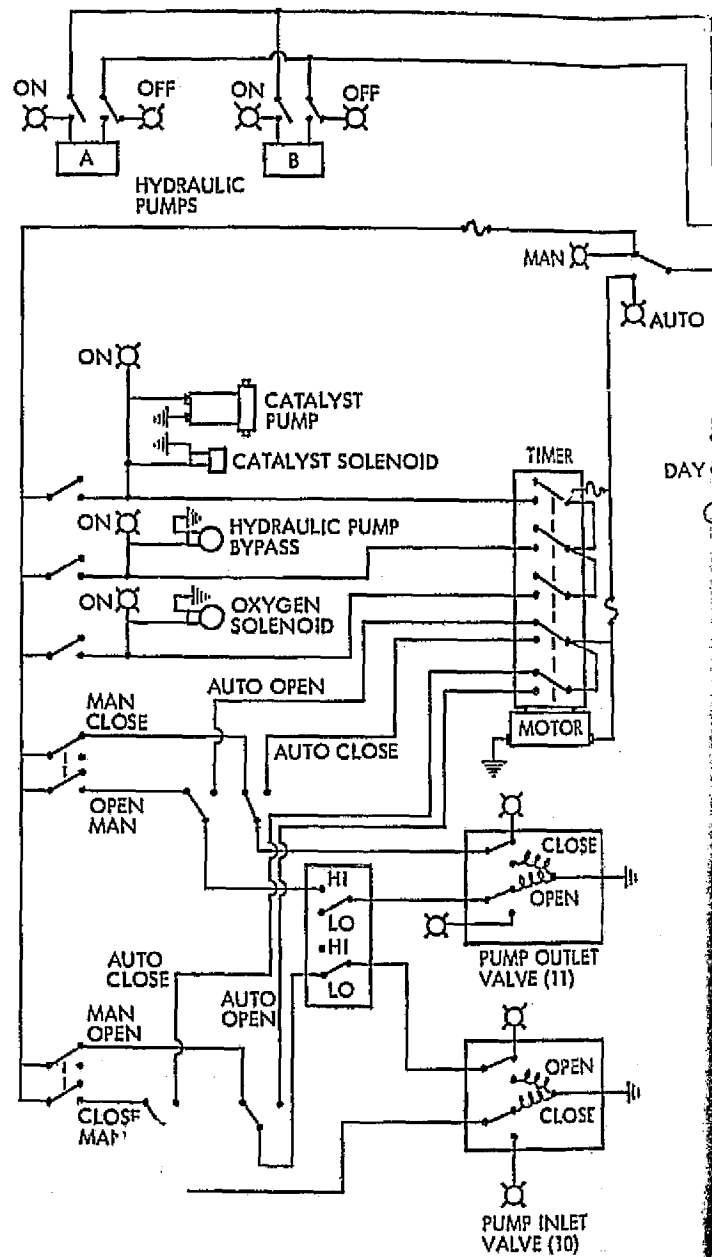 ON
OFF
ON
OFF
A
B
HYDRAULIC
PUMPS
MAN
AUTO
ON
CATALYST
PUMP
CATALYST SOLENOID
TIMER
DAY
ON
HYDRAULIC PUMP
BYPASS
ON
OXYGEN
SOLENOID
AUTO OPEN
MAN
CLOSE
MOTOR
AUTO CLOSE
OPEN
MAN
CLOSE
HI
OPEN
LO
HI
LO
PUMP OUTLET
VALVE (11)
AUTO
CLOSE
AUTO
OPEN
MAN
OPEN
OPEN
CLOSE
CLOSE
MAN
PUMP INLET
VALVE (10)